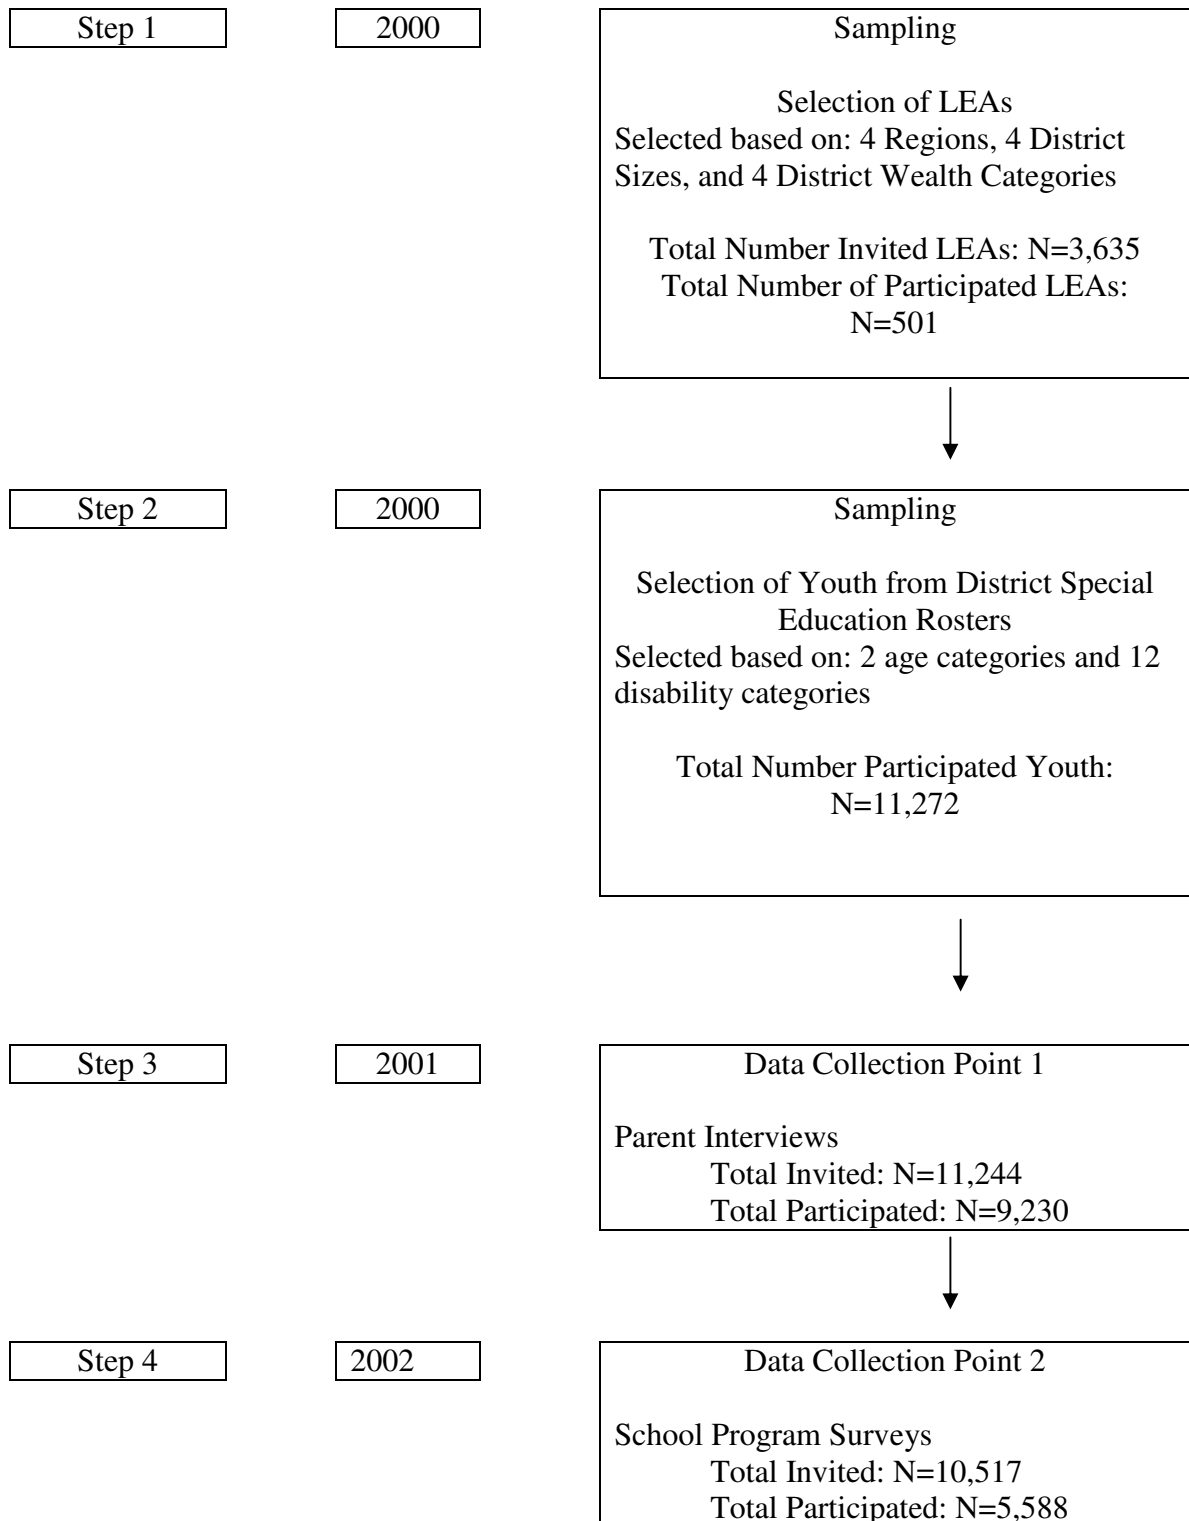 Step 1
2000
Sampling
Selection of LEAs
Selected based on: 4 Regions, 4 District
Sizes, and 4 District Wealth Categories
Total Number Invited LEAs: N=3,635
Total Number of Participated LEAs:
N=501
Step 2
2000
Sampling
Selection of Youth from District Special
Education Rosters
Selected based on: 2 age categories and 12
disability categories
Total Number Participated Youth:
N=11,272
Step 3
2001
Data Collection Point 1
Parent Interviews
Total Invited: N=11,244
Total Participated: N=9,230
Step 4
2002
Data Collection Point 2
School Program Surveys
Total Invited: N=10,517
Total Participated: N=5,588